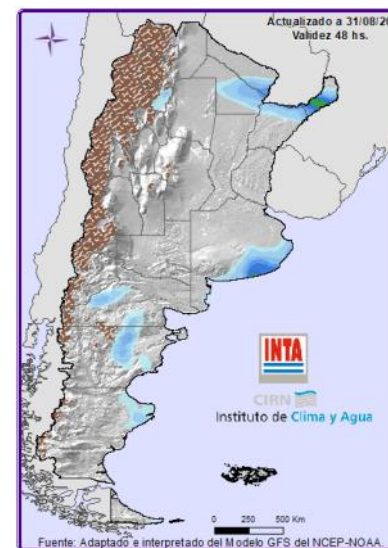 Actualizado a 31/08/20
Validez 48 hs.
INTA
CIRN
Instituto de Clima y Agua
0 250 500 Km
Fuente: Adaptado e interpretado del Modelo GFS del NCEP-NOAA.